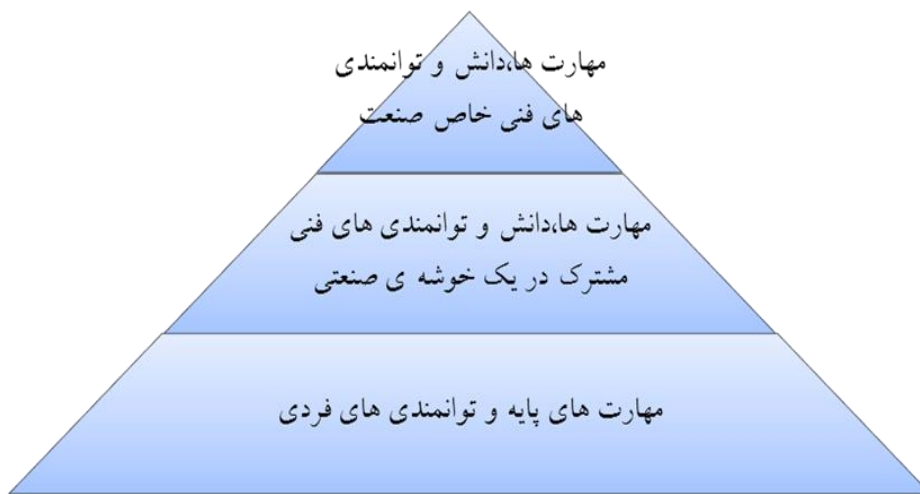 مهارت ها،دانش و توانمندی
های فنی خاص صنعت
مهارت ها،دانش و توانمندی های فنی
مشترک در یک خوشه ی صنعتی
مهارت های پایه و توانمندی های فردی